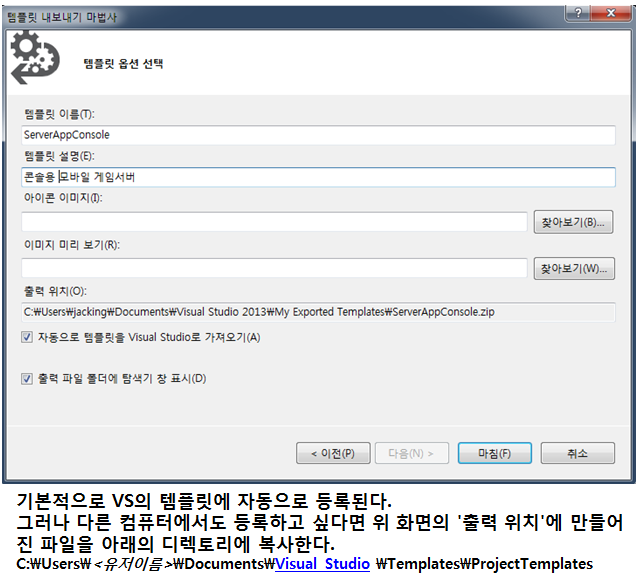 템플릿 내보내기 마법사
템플릿 옵션 선택
템플릿 이름(T):
ServerAppConsole
템플릿 설명(E):
콘솔용 모바일 게임서버
아이콘 이미지(I):
찾아보기(B)...
이미지 미리 보기(R):
찾아보기(W)...
출력 위치(O):
C:₩Users₩jacking₩Documents₩Visual Studio 2013₩My Exported Templates₩ServerAppConsole.zip
자동으로 템플릿을 Visual Studio로 가져오기(A)
출력 파일 폴더에 탐색기 창 표시(D)
< 이전(P) 다음(N) > 마침(F) 취소
기본적으로 VS의 템플릿에 자동으로 등록된다.
그러나 다른 컴퓨터에서도 등록하고 싶다면 위 화면의 '출력 위치'에 만들어
진 파일을 아래의 디렉토리에 복사한다.
C:₩Users₩<유저이름>₩Documents₩Visual Studio ₩Templates₩ProjectTemplates